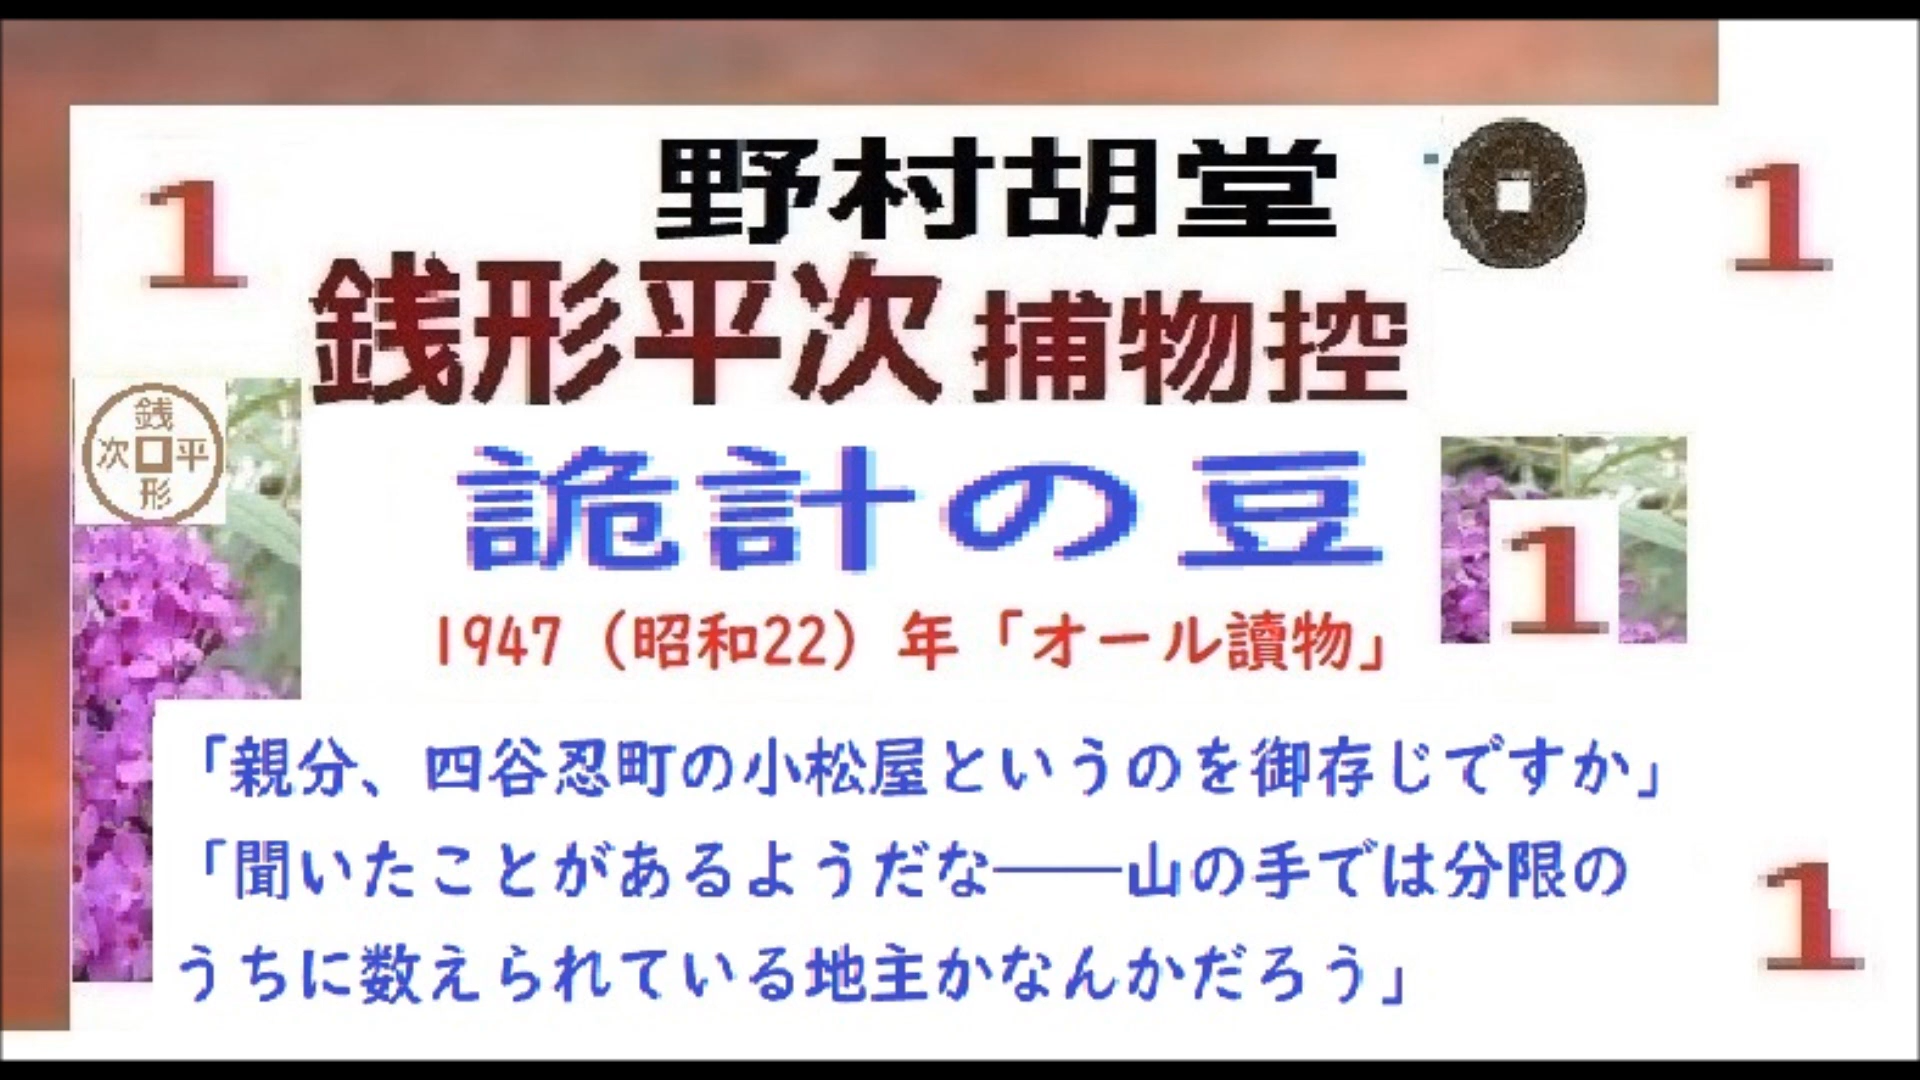 野村胡堂
1
1
銭形平次 捕物控
銭
次 平
形
詭計の豆
1
1947（昭和22）年「オール讀物」
「親分、四谷忍町の小松屋というのを御存じですか」
「聞いたことがあるようだな――山の手では分限の
うちに数えられている地主かなんかだろう」
1